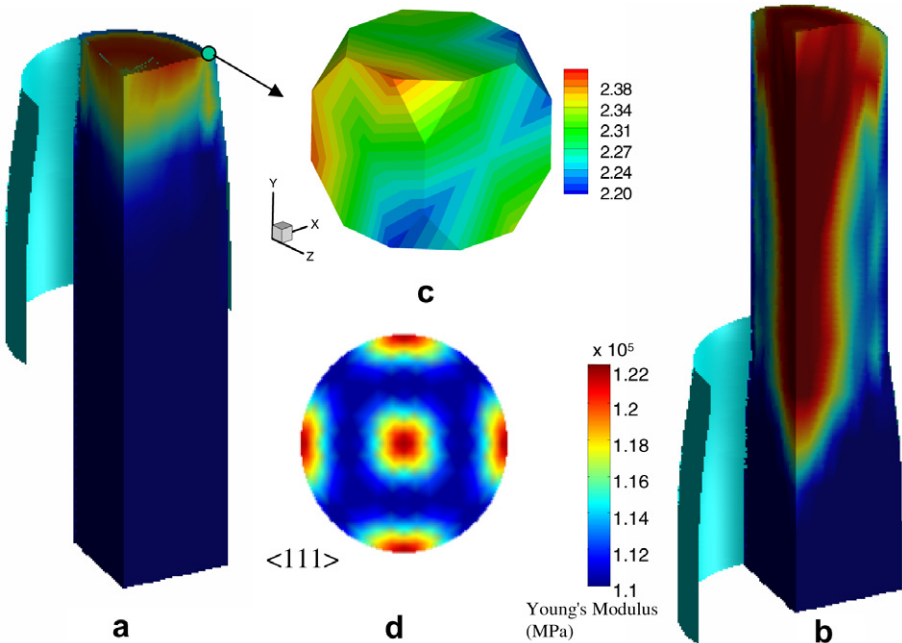 2.38
2.34
2.31
2.27
2.24
2.20
Y
X
Z
c
x 10⁵
1.22
1.2
1.18
1.16
1.14
1.12
1.1
<111>
Young's Modulus
(MPa)
a
d
b